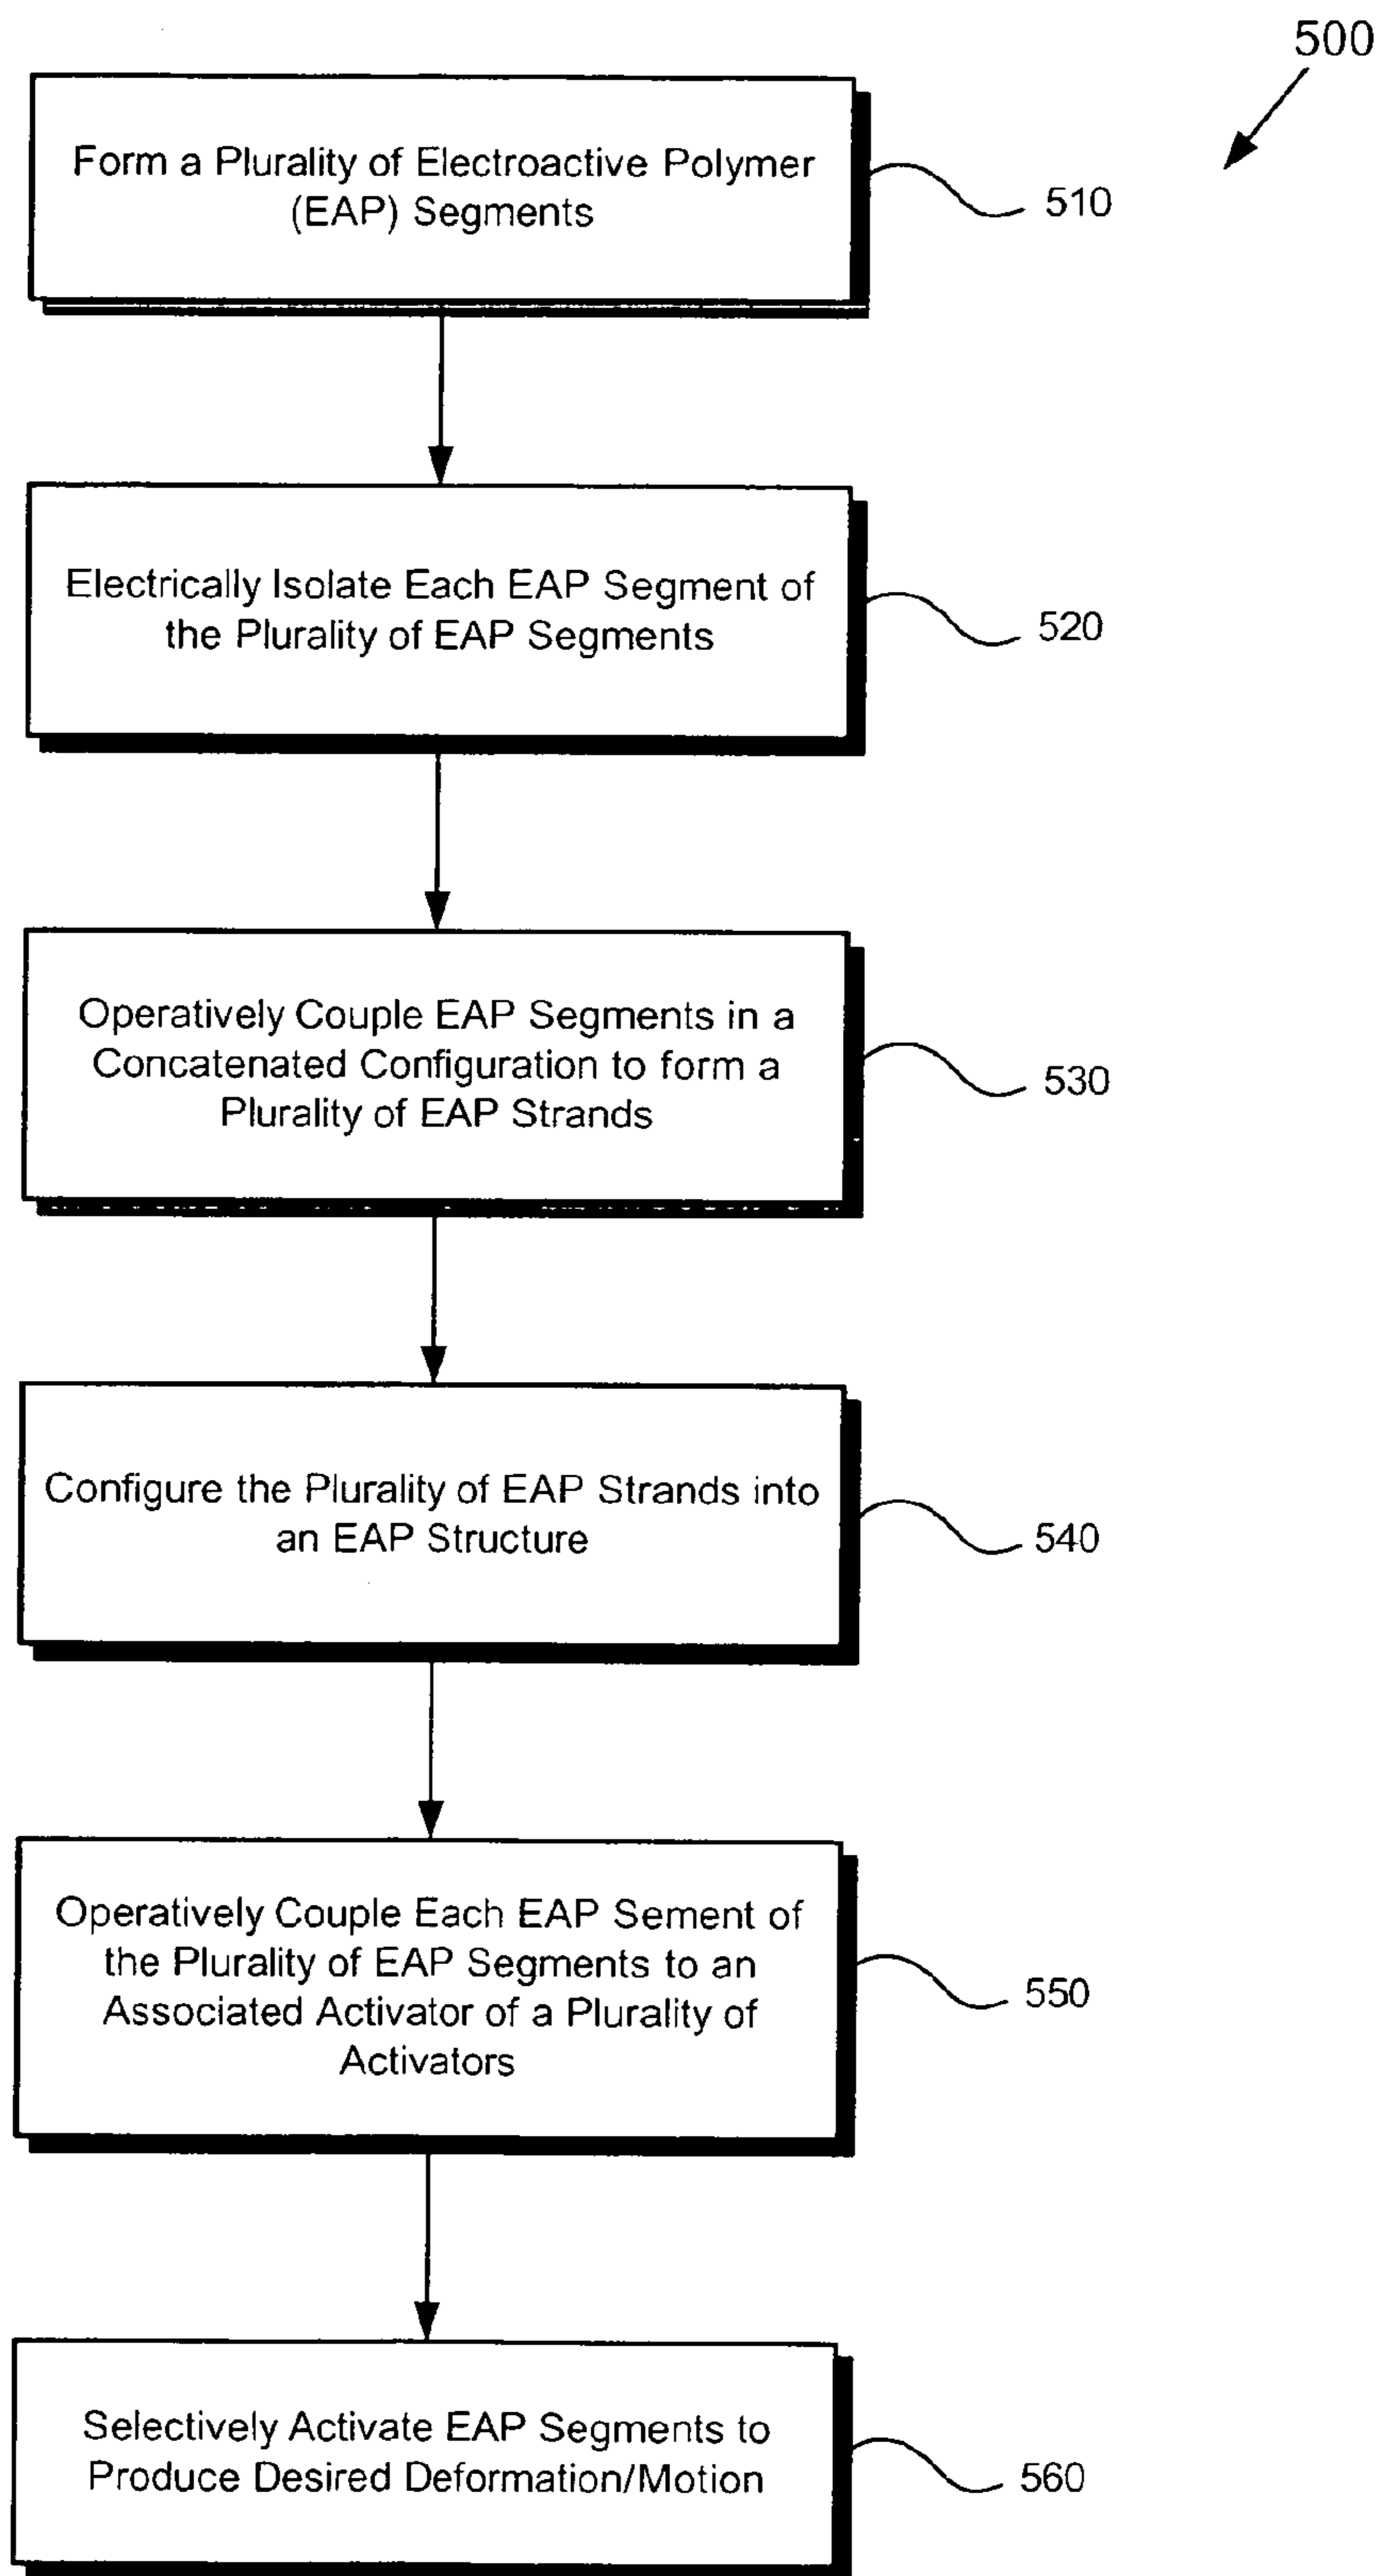 500
Form a Plurality of Electroactive Polymer
(EAP) Segments
510
Electrically Isolate Each EAP Segment of
the Plurality of EAP Segments
520
Operatively Couple EAP Segments in a
Concatenated Configuration to form a
Plurality of EAP Strands
530
Configure the Plurality of EAP Strands into
an EAP Structure
540
Operatively Couple Each EAP Sement of
the Plurality of EAP Segments to an
Associated Activator of a Plurality of
Activators
550
Selectively Activate EAP Segments to
Produce Desired Deformation/Motion
560